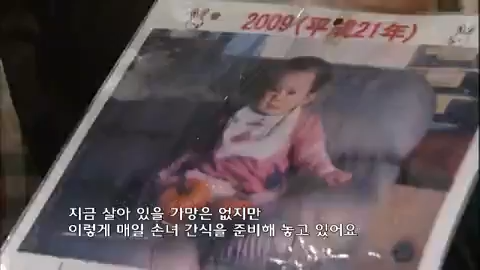 2009(平成21年)
지금 살아 있을 가망은 없지만
이렇게 매일 손녀 간식을 준비해 놓고 있어요